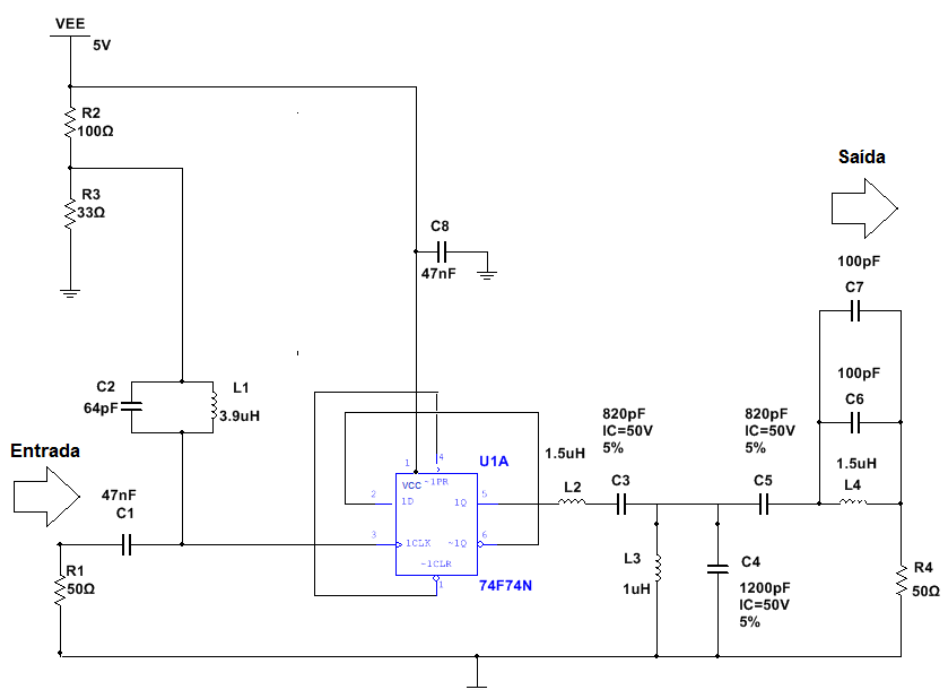 VEE
5V
R2
100Ω
R3
33Ω
Saída
C8
47nF
100pF
C7
100pF
C6
C2
64pF
L1
3.9uH
820pF
IC=50V
5%
820pF
IC=50V
5%
Entrada
1.5uH
1.5uH
U1A
L2
C3
C5
L4
47nF
C1
1
4
VCC
~1PR
2
1D
1Q
5
3
1CLK
~1Q
6
~1CLR
1
74F74N
R1
50Ω
L3
1uH
C4
1200pF
IC=50V
5%
R4
50Ω